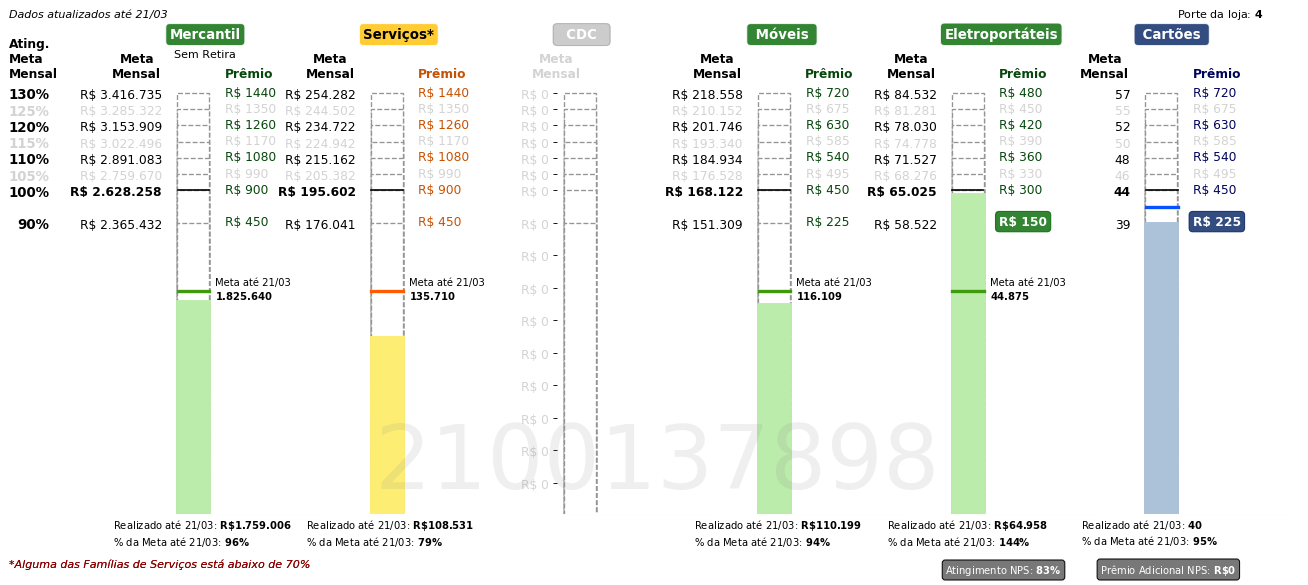 Dados atualizados até 21/03
Porte da loja: 4
Mercantil
Serviços*
CDC
Móveis
Eletroportáteis
Cartões
Sem Retira
Ating. Meta Mensal
Meta Mensal Prêmio Meta Mensal Prêmio Meta Mensal Meta Mensal Prêmio Meta Mensal Prêmio Meta Mensal Prêmio
130% R$ 3.416.735 R$ 1440 R$ 254.282 R$ 1440 R$ 0 R$ 218.558 R$ 720 R$ 84.532 R$ 480 57 R$ 720
125% R$ 3.285.322 R$ 1350 R$ 244.502 R$ 1350 R$ 0 R$ 210.152 R$ 675 R$ 81.281 R$ 450 55 R$ 675
120% R$ 3.153.909 R$ 1260 R$ 234.722 R$ 1260 R$ 0 R$ 201.746 R$ 630 R$ 78.030 R$ 420 52 R$ 630
115% R$ 3.022.496 R$ 1170 R$ 224.942 R$ 1170 R$ 0 R$ 193.340 R$ 585 R$ 74.778 R$ 390 50 R$ 585
110% R$ 2.891.083 R$ 1080 R$ 215.162 R$ 1080 R$ 0 R$ 184.934 R$ 540 R$ 71.527 R$ 360 48 R$ 540
105% R$ 2.759.670 R$ 990 R$ 205.382 R$ 990 R$ 0 R$ 176.528 R$ 495 R$ 68.276 R$ 330 46 R$ 495
100% R$ 2.628.258 R$ 900 R$ 195.602 R$ 900 R$ 0 R$ 168.122 R$ 450 R$ 65.025 R$ 300 44 R$ 450
90% R$ 2.365.432 R$ 450 R$ 176.041 R$ 450 R$ 0 R$ 151.309 R$ 225 R$ 58.522 R$ 150 39 R$ 225
R$ 0
Meta até 21/03 Meta até 21/03 R$ 0 Meta até 21/03 Meta até 21/03
1.825.640 135.710 116.109 44.875
R$ 0
R$ 0
R$ 0
R$ 0
R$ 0
R$ 0
2100137898
Realizado até 21/03: R$1.759.006 Realizado até 21/03: R$108.531 Realizado até 21/03: R$110.199 Realizado até 21/03: R$64.958 Realizado até 21/03: 40
% da Meta até 21/03: 96% % da Meta até 21/03: 79% % da Meta até 21/03: 94% % da Meta até 21/03: 144% % da Meta até 21/03: 95%
*Alguma das Famílias de Serviços está abaixo de 70%
Atingimento NPS: 83%
Prêmio Adicional NPS: R$0